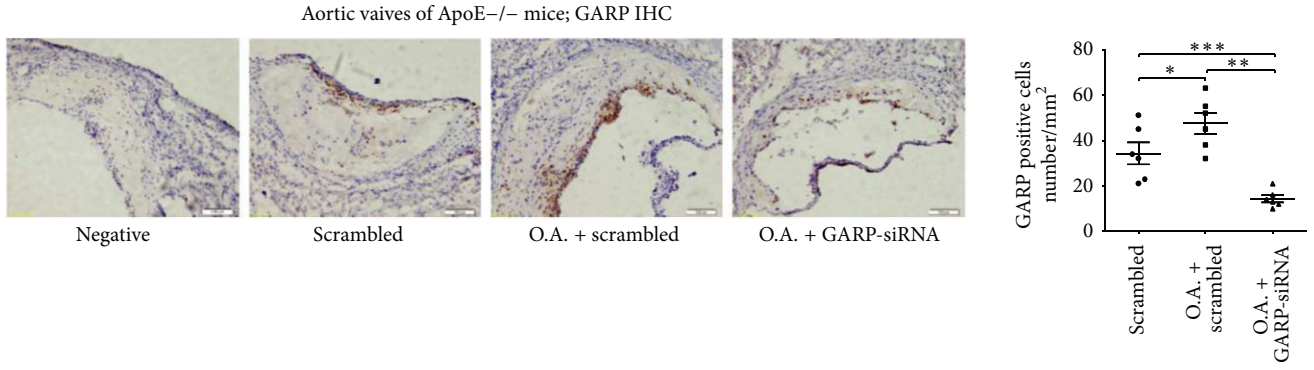 Aortic vaives of ApoE−/− mice; GARP IHC
Negative
Scrambled
O.A. + scrambled
O.A. + GARP-siRNA
GARP positive cells
number/mm²
80
60
40
20
0
***
*
**
Scrambled
O.A. +
scrambled
O.A. +
GARP-siRNA